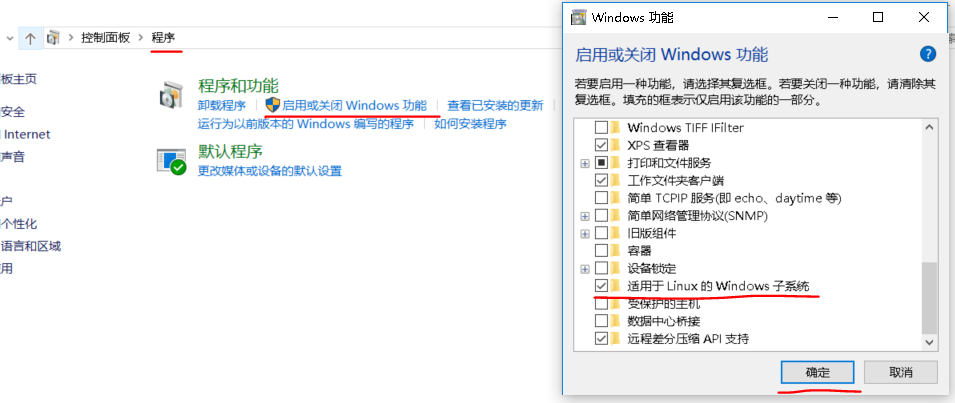 控制面板 > 程序
板主页
安全
Internet
声音
户
个性化
语言和区域
用
程序和功能
卸载程序
启用或关闭 Windows 功能
查看已安装的更新
运行为以前版本的 Windows 编写的程序
如何安装程序
默认程序
更改媒体或设备的默认设置
Windows 功能
启用或关闭 Windows 功能
?
若要启用一种功能，请选择其复选框。若要关闭一种功能，请清除其
复选框。填充的框表示仅启用该功能的一部分。
Windows TIFF IFilter
XPS 查看器
打印和文件服务
工作文件夹客户端
简单 TCPIP 服务(即 echo、daytime 等)
简单网络管理协议(SNMP)
旧版组件
容器
设备锁定
适用于 Linux 的 Windows 子系统
受保护的主机
数据中心桥接
远程差分压缩 API 支持
确定
取消